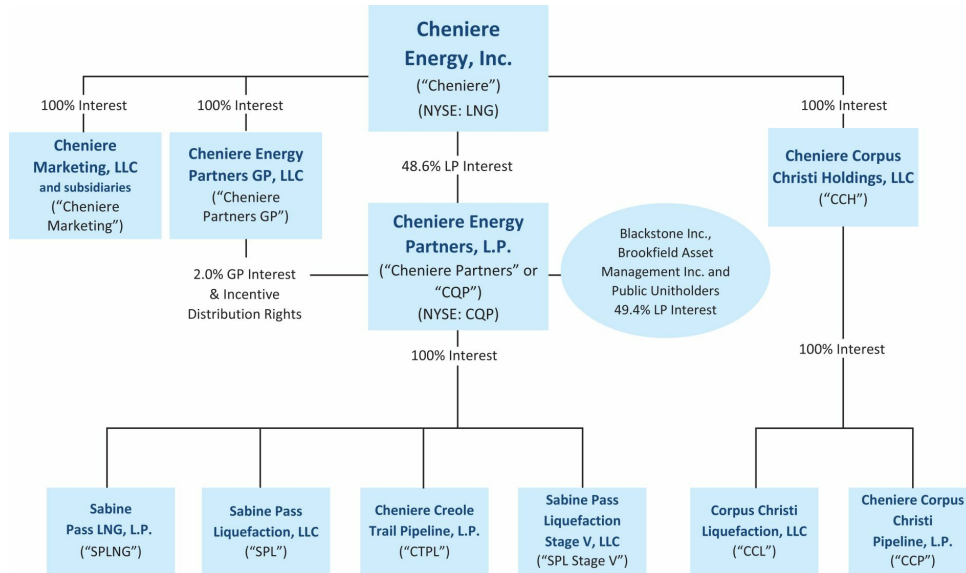 Cheniere
Energy, Inc.
(“Cheniere”)
(NYSE: LNG)
100% Interest
100% Interest
100% Interest
Cheniere
Marketing, LLC
and subsidiaries
(“Cheniere
Marketing”)
Cheniere Energy
Partners GP, LLC
(“Cheniere
Partners GP”)
48.6% LP Interest
Cheniere Corpus
Christi Holdings, LLC
(“CCH”)
2.0% GP Interest
& Incentive
Distribution Rights
Cheniere Energy
Partners, L.P.
(“Cheniere Partners” or
“CQP”)
(NYSE: CQP)
Blackstone Inc.,
Brookfield Asset
Management Inc. and
Public Unitholders
49.4% LP Interest
100% Interest
100% Interest
Sabine
Pass LNG, L.P.
(“SPLNG”)
Sabine Pass
Liquefaction, LLC
(“SPL”)
Cheniere Creole
Trail Pipeline, L.P.
(“CTPL”)
Sabine Pass
Liquefaction
Stage V, LLC
(“SPL Stage V”)
Corpus Christi
Liquefaction, LLC
(“CCL”)
Cheniere Corpus
Christi
Pipeline, L.P.
(“CCP”)